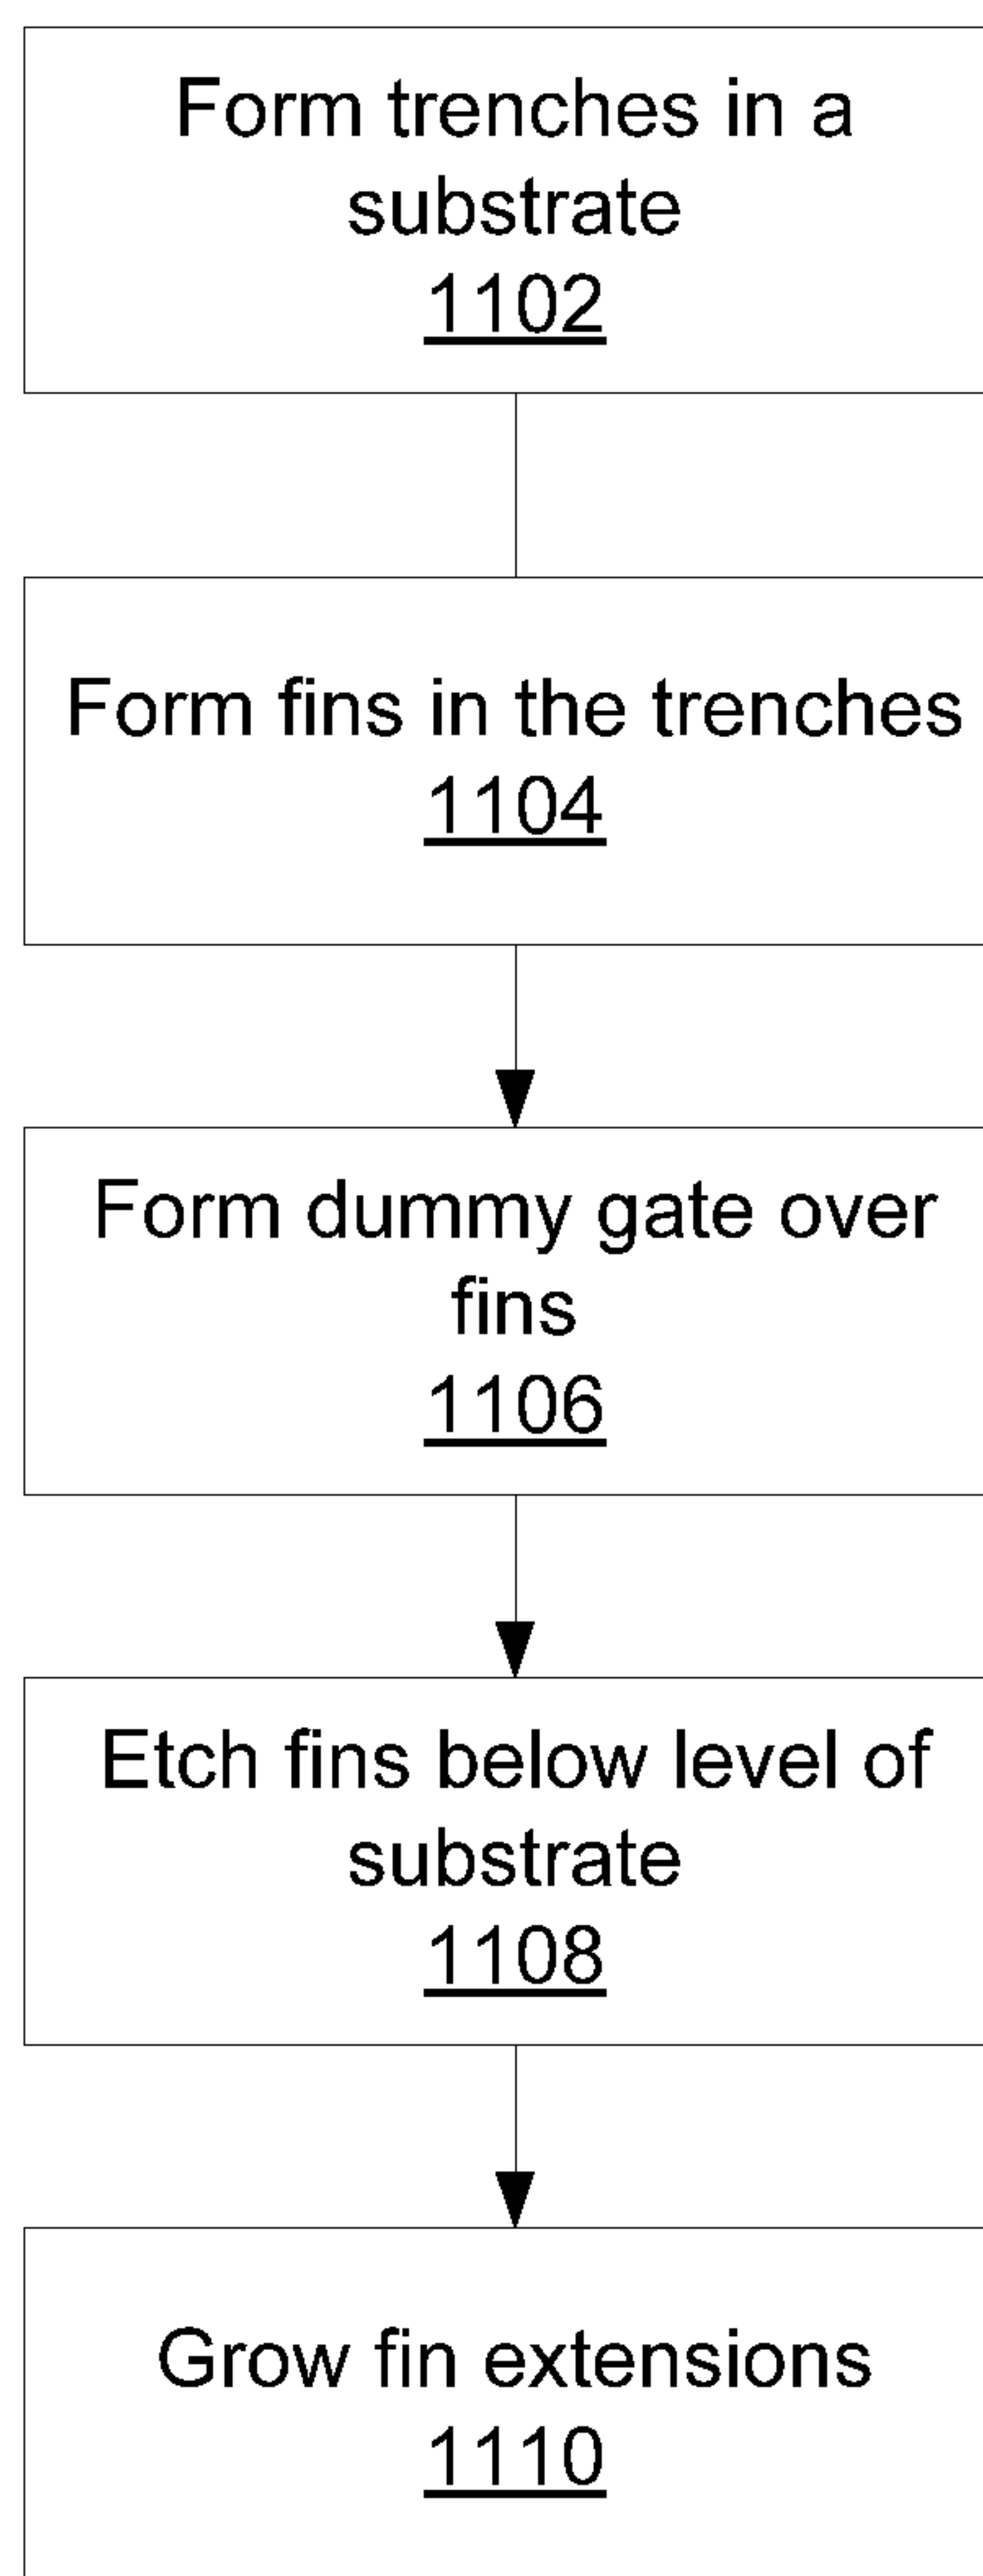 Form trenches in a
substrate
1102
Form fins in the trenches
1104
Form dummy gate over
fins
1106
Etch fins below level of
substrate
1108
Grow fin extensions
1110